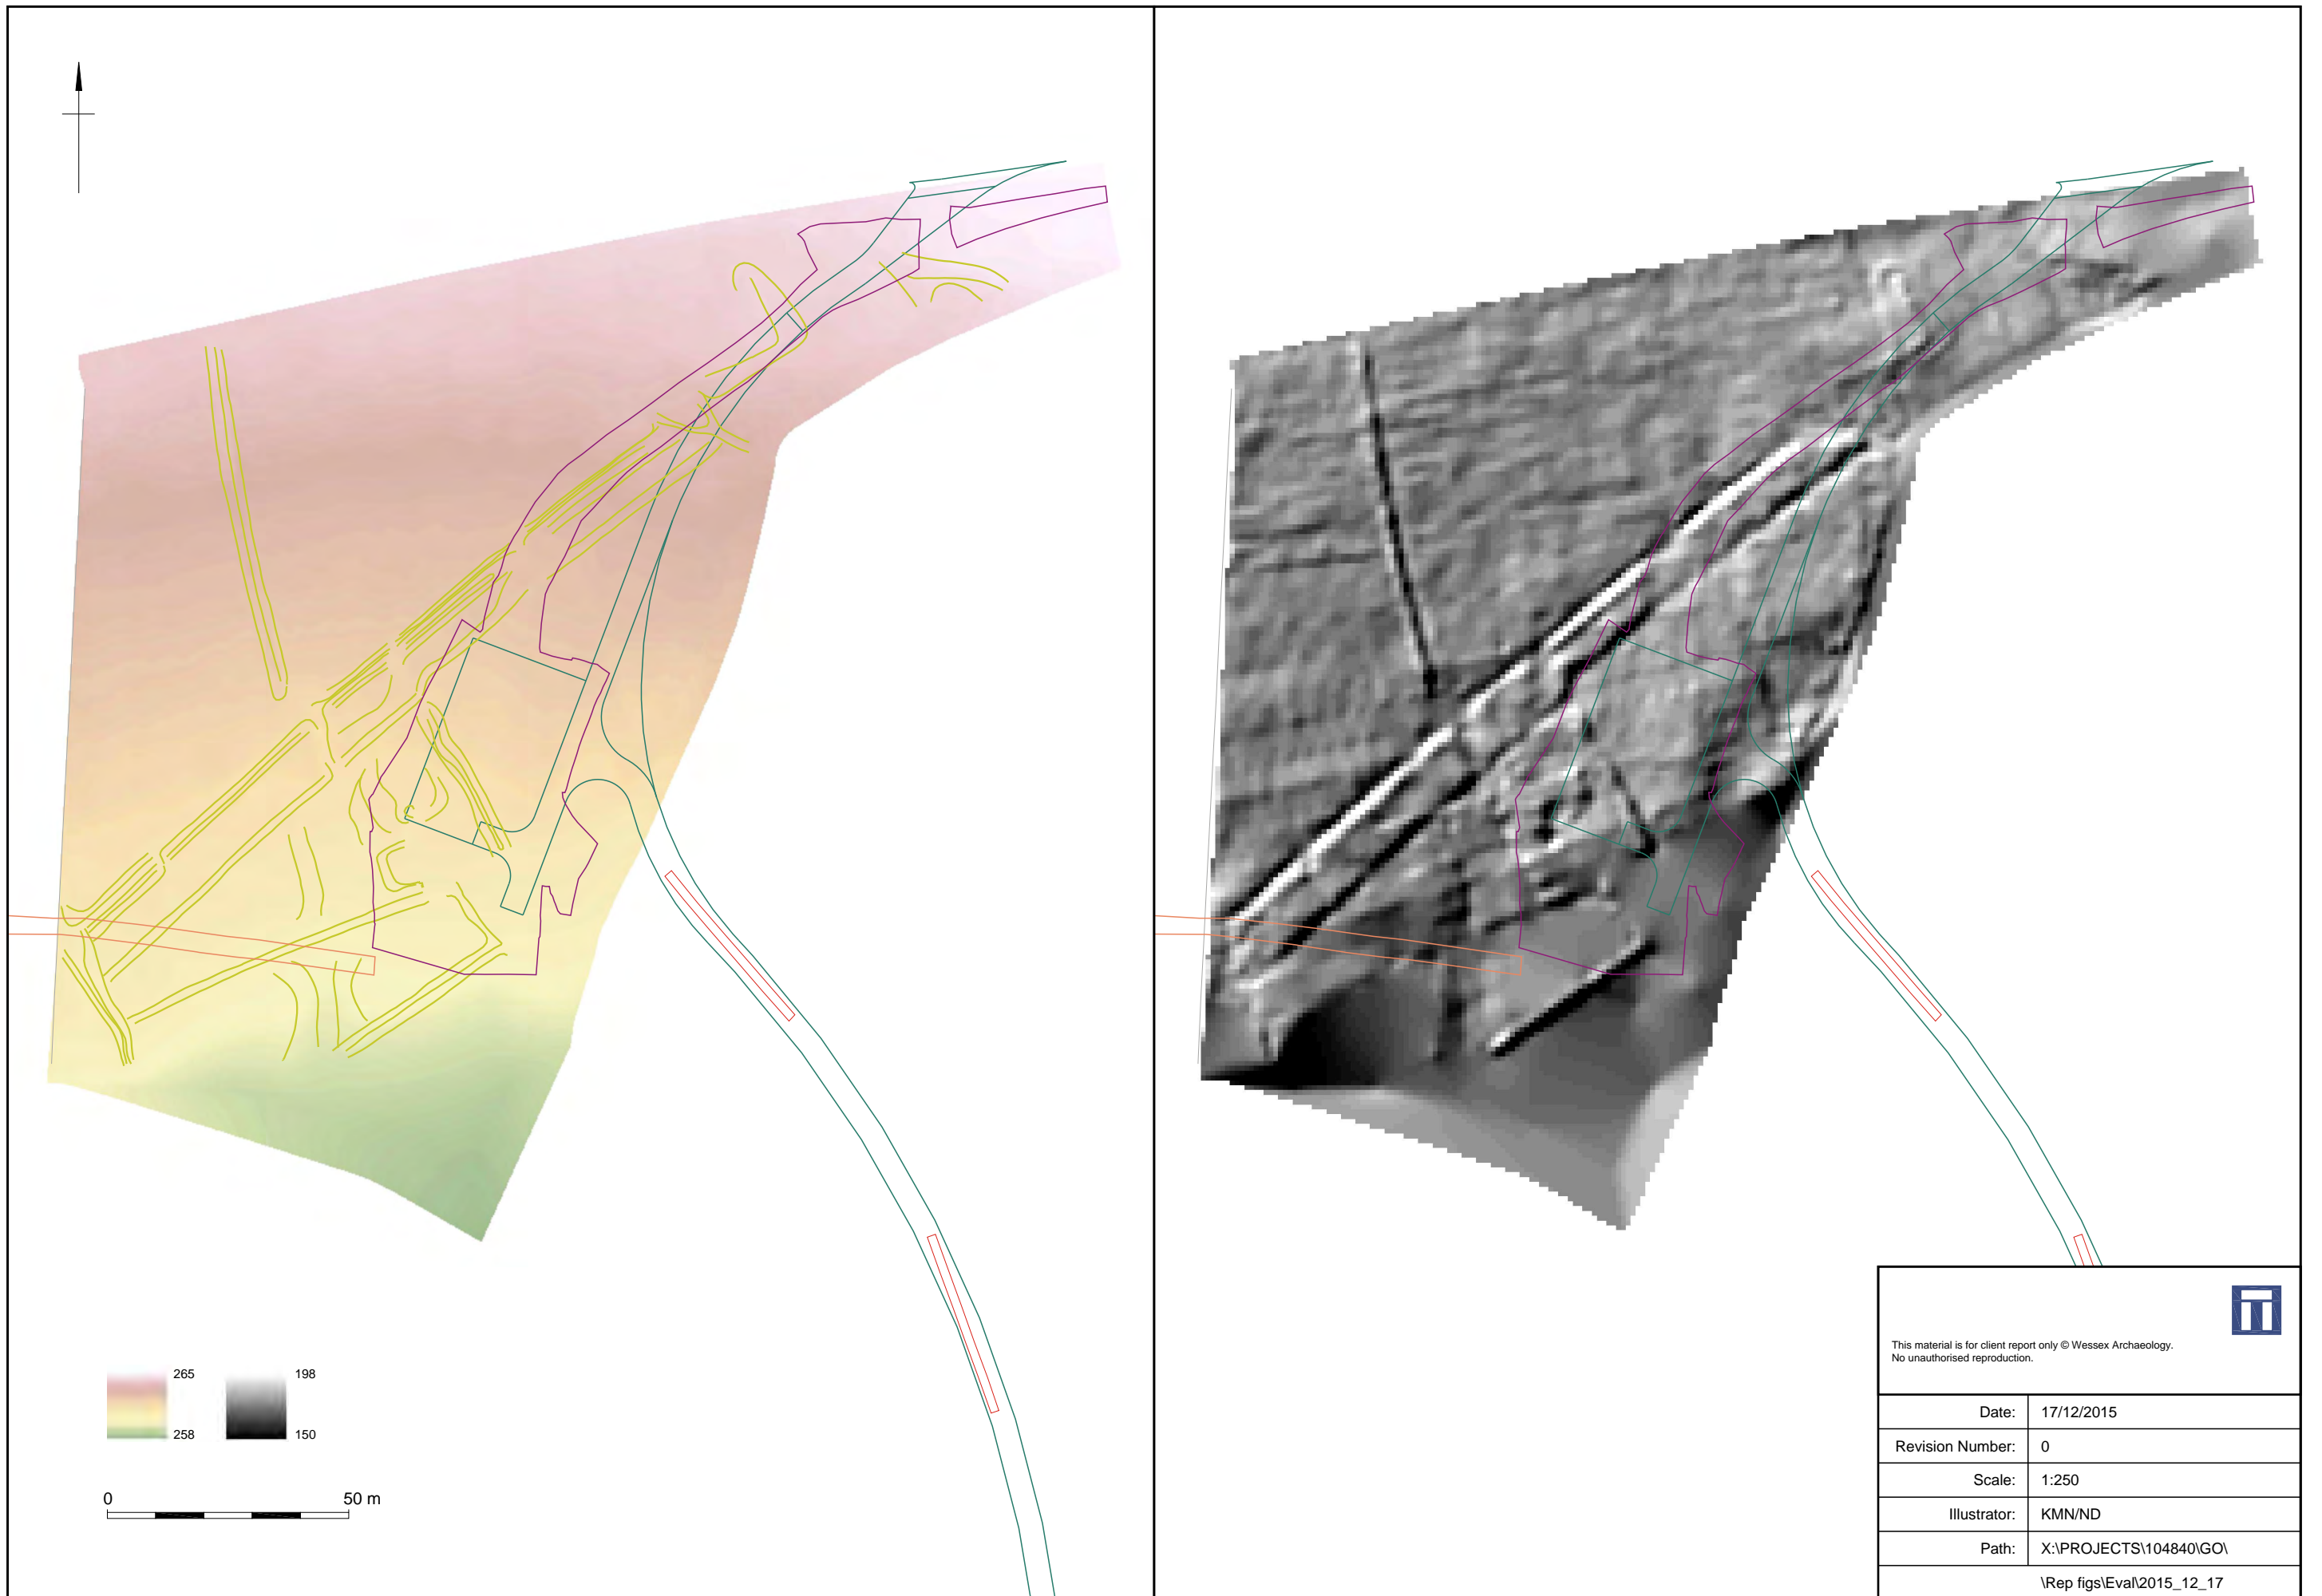 265
258
198
150
0 50 m
This material is for client report only © Wessex Archaeology.
No unauthorised reproduction.
Date: 17/12/2015
Revision Number: 0
Scale: 1:250
Illustrator: KMN/ND
Path: X:\PROJECTS\104840\GO\
\Rep figs\Eval\2015_12_17